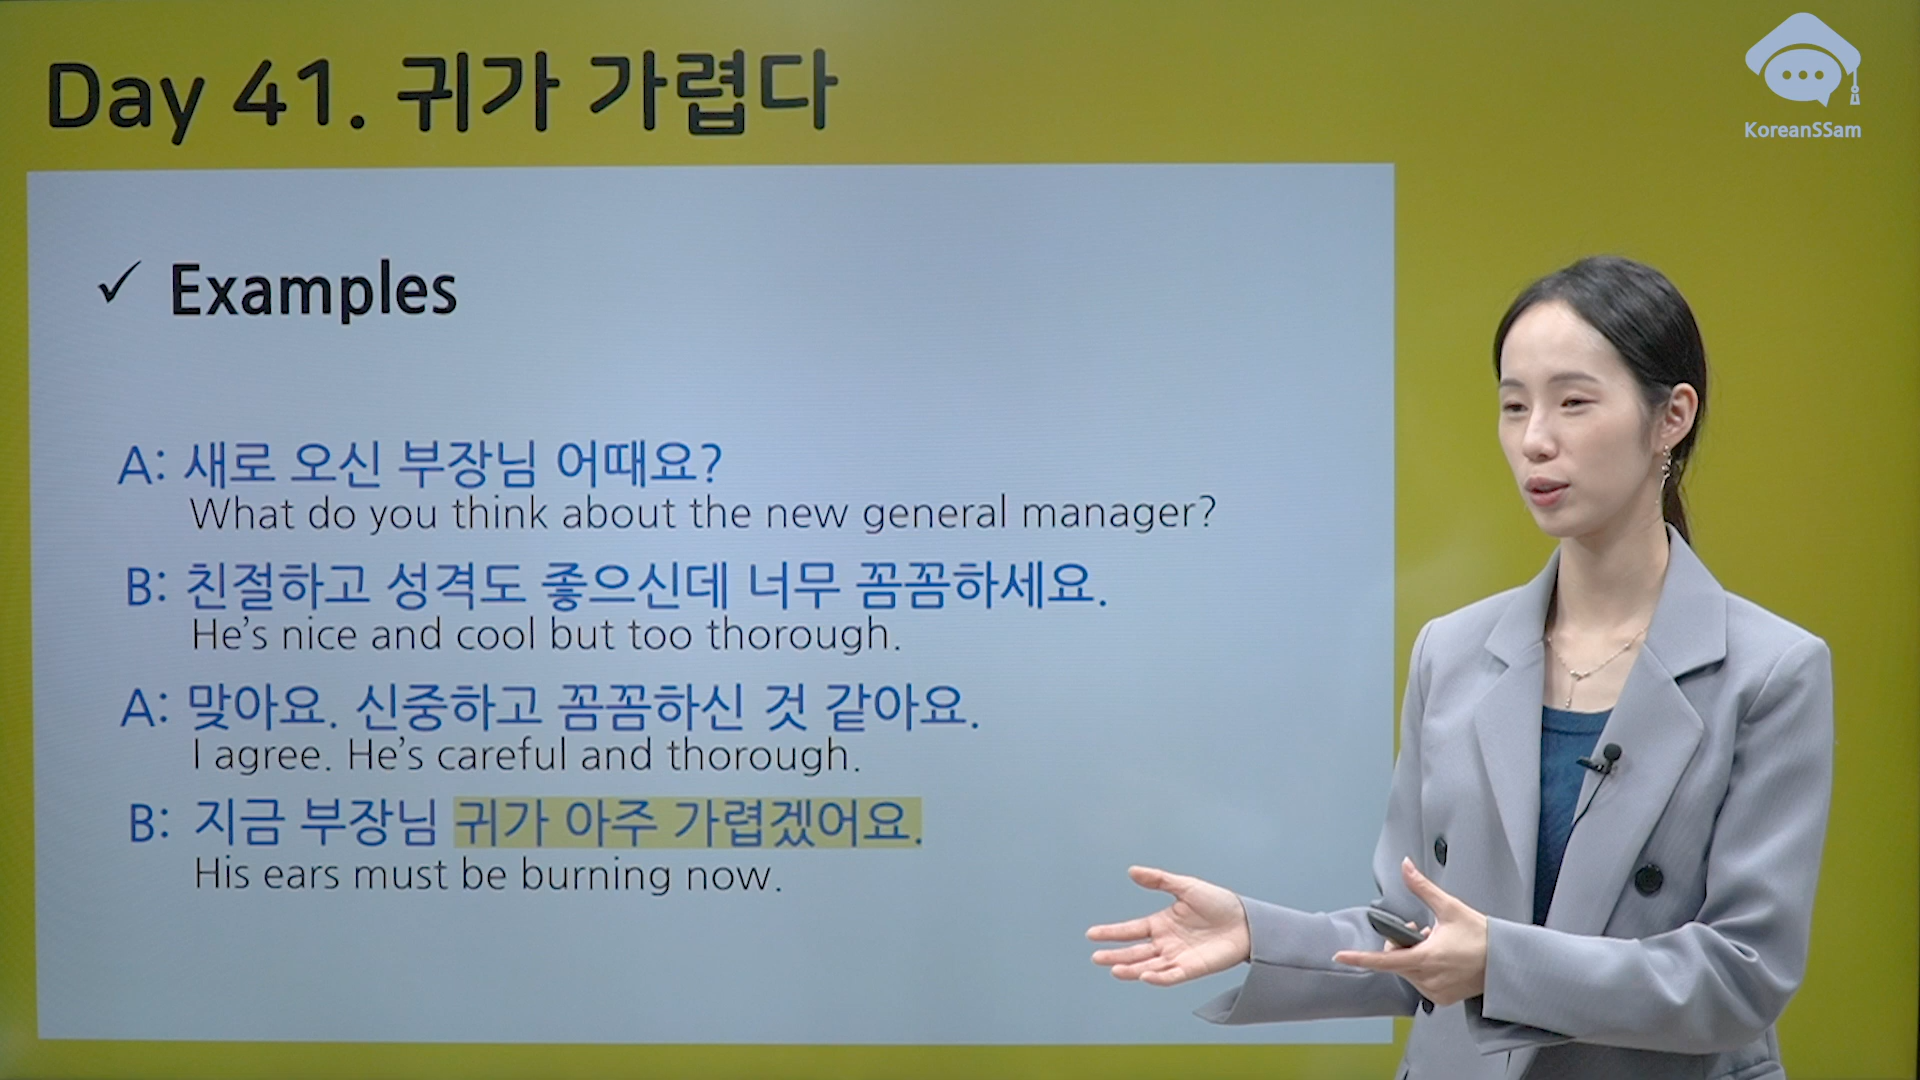 Day 41. 귀가 가렵다
KoreanSSam
✓ Examples
A: 새로 오신 부장님 어때요?
What do you think about the new general manager?
B: 친절하고 성격도 좋으신데 너무 꼼꼼하세요.
He's nice and cool but too thorough.
A: 맞아요. 신중하고 꼼꼼하신 것 같아요.
I agree. He's careful and thorough.
B: 지금 부장님 귀가 아주 가렵겠어요.
His ears must be burning now.